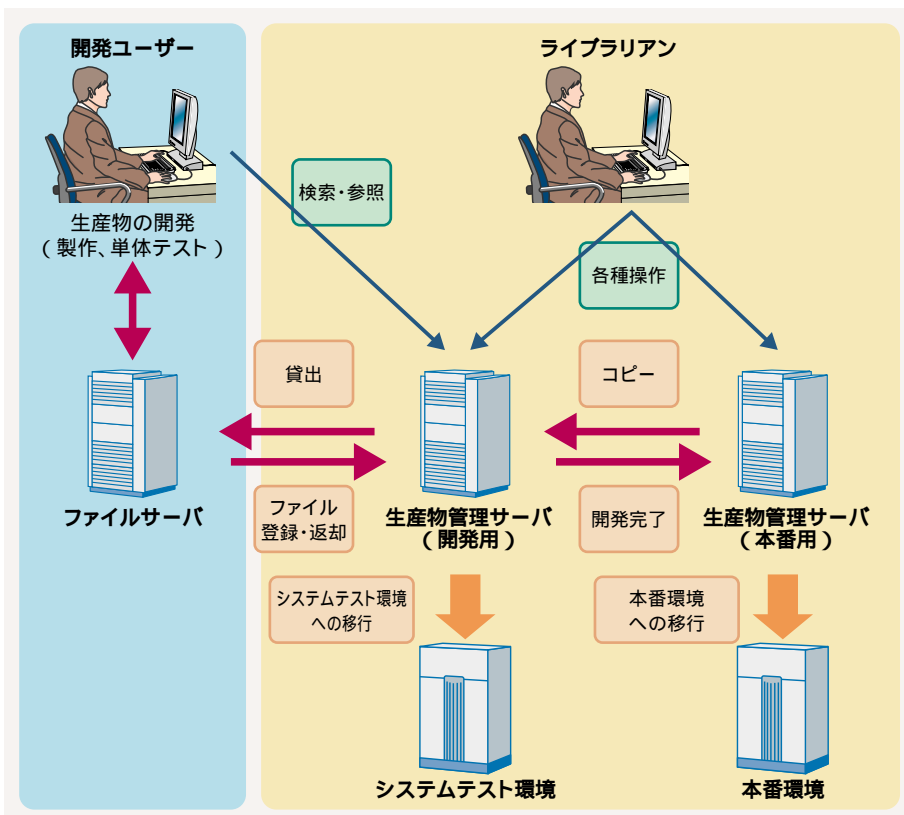 開発ユーザー
ライブラリアン
検索・参照
生産物の開発
(製作、単体テスト)
各種操作
貸出
コピー
ファイルサーバ
ファイル
登録・返却
生産物管理サーバ
(開発用)
開発完了
生産物管理サーバ
(本番用)
システムテスト環境
への移行
本番環境
への移行
システムテスト環境
本番環境